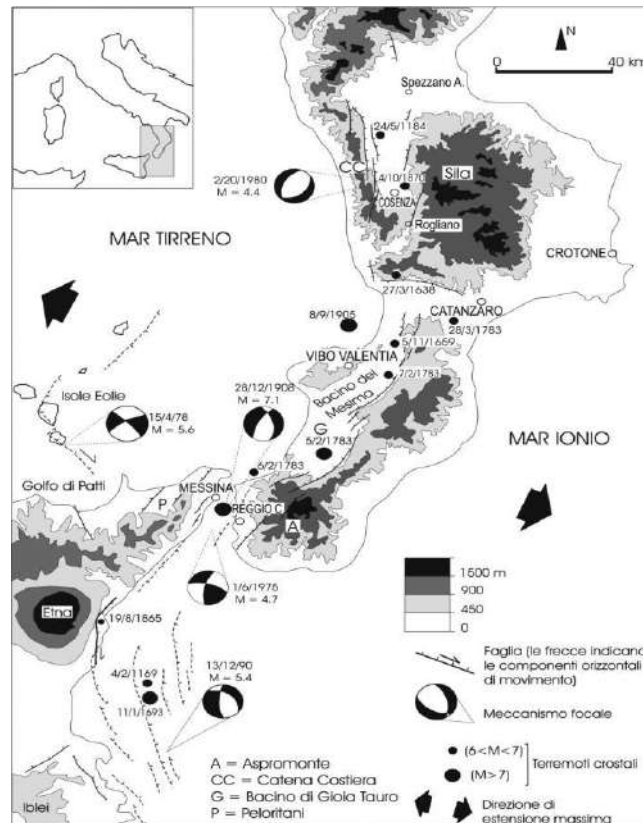 N
0 40 km
Spezzano A.
24/5/1184
CC
4/10/1870
COSENZA
Sila
2/20/1980
M = 4.4
Rogliano
MAR TIRRENO
CROTONE
27/3/1638
CATANZARO
8/9/1905
28/3/1783
5/11/1659
VIBO VALENTIA
7/2/1783
Bacino del
Mesima
28/12/1908
M = 7.1
Isole Eolie
15/4/78
M = 5.6
G
5/2/1783
MAR IONIO
6/2/1783
Golfo di Patti
MESSINA
P
REGGIO C.
A
1500 m
900
450
0
1/6/1975
M = 4.7
Etna
19/8/1865
Faglia (le frecce indicano
le componenti orizzontali
di movimento)
13/12/90
M = 5.4
4/2/1169
11/1/1693
Meccanismo focale
A = Aspromonte
CC = Catena Costiera
G = Bacino di Gioia Tauro
P = Peloritani
(6<M<7)
(M>7)
Terremoti crostali
Iblei
Direzione di
estensione massima